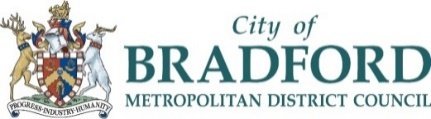 City of
BRADFORD
METROPOLITAN DISTRICT COUNCIL
PROGRESS·INDUSTRY·HUMANITY